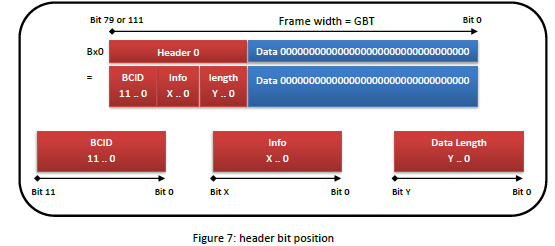 Bit 79 or 111 Frame width = GBT Bit 0
Bx0 Header 0 Data 00000000000000000000000000000000
= BCID Info length Data 00000000000000000000000000000000
11 .. 0 X .. 0 Y .. 0
BCID Info Data Length
11 .. 0 X .. 0 Y .. 0
Bit 11 Bit 0 Bit X Bit 0 Bit Y Bit 0
Figure 7: header bit position